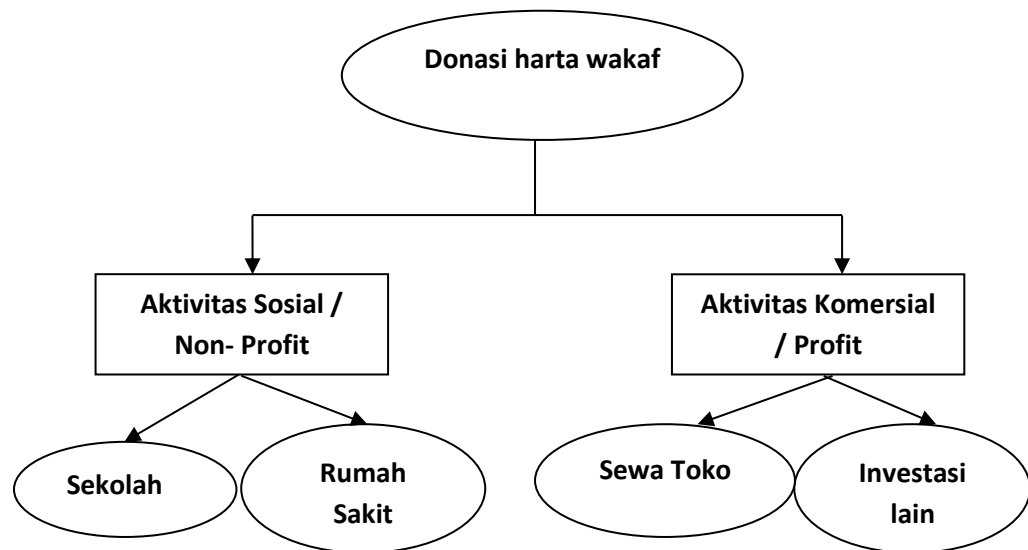 Donasi harta wakaf
Aktivitas Sosial /
Non- Profit
Aktivitas Komersial
/ Profit
Sekolah
Rumah
Sakit
Sewa Toko
Investasi
lain